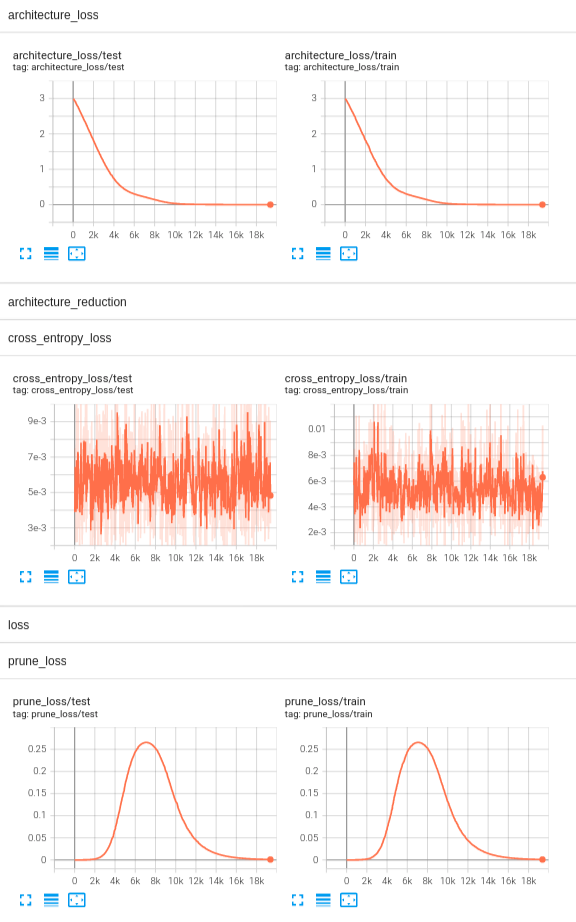 architecture_loss
architecture_loss/test
tag: architecture_loss/test
3
2
1
0
0 2k 4k 6k 8k 10k 12k 14k 16k 18k
architecture_loss/train
tag: architecture_loss/train
3
2
1
0
0 2k 4k 6k 8k 10k 12k 14k 16k 18k
architecture_reduction
cross_entropy_loss
cross_entropy_loss/test
tag: cross_entropy_loss/test
9e-3
7e-3
5e-3
3e-3
0 2k 4k 6k 8k 10k 12k 14k 16k 18k
cross_entropy_loss/train
tag: cross_entropy_loss/train
0.01
8e-3
6e-3
4e-3
2e-3
0 2k 4k 6k 8k 10k 12k 14k 16k 18k
loss
prune_loss
prune_loss/test
tag: prune_loss/test
0.25
0.2
0.15
0.1
0.05
0
0 2k 4k 6k 8k 10k 12k 14k 16k 18k
prune_loss/train
tag: prune_loss/train
0.25
0.2
0.15
0.1
0.05
0
0 2k 4k 6k 8k 10k 12k 14k 16k 18k